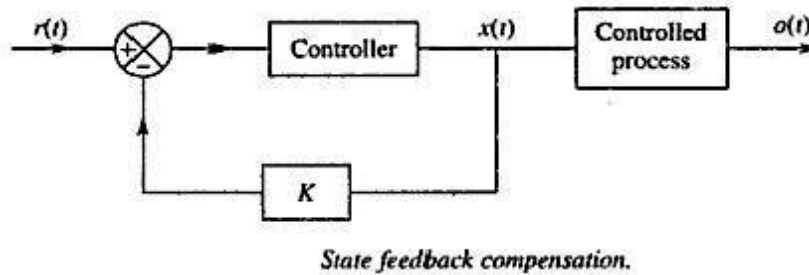 r(t)
+
−
Controller
x(t)
Controlled
process
o(t)
K
State feedback compensation.